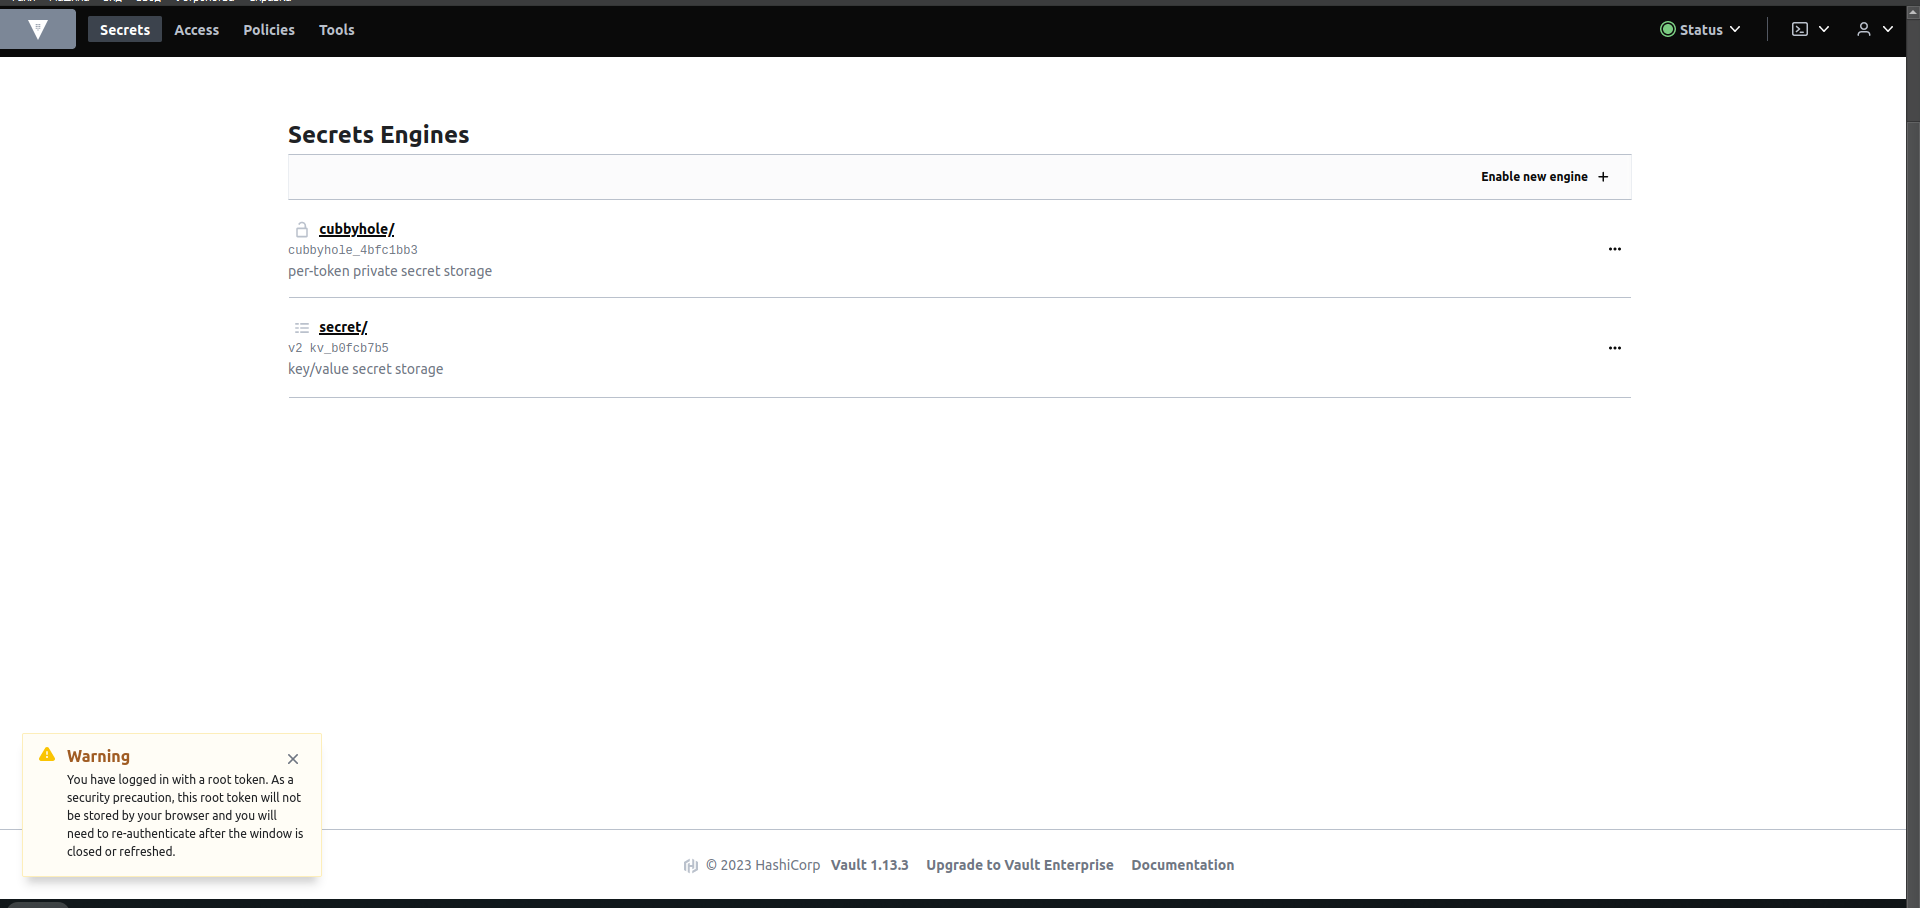 Secrets Access Policies Tools Status
Secrets Engines
Enable new engine
cubbyhole/
cubbyhole_4bfc1bb3
per-token private secret storage
secret/
v2 kv_b0fcb7b5
key/value secret storage
Warning
You have logged in with a root token. As a
security precaution, this root token will not
be stored by your browser and you will
need to re-authenticate after the window is
closed or refreshed.
© 2023 HashiCorp Vault 1.13.3 Upgrade to Vault Enterprise Documentation